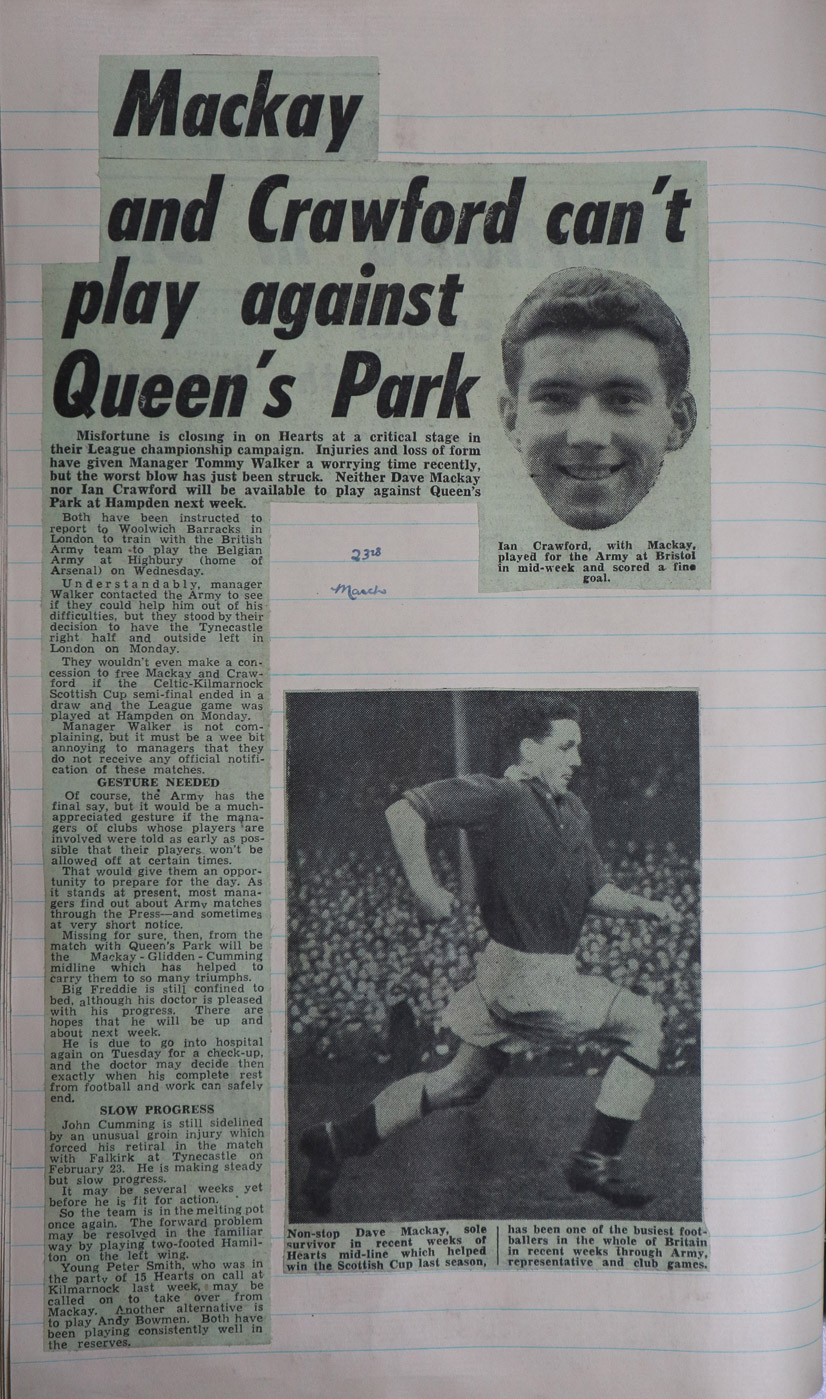 Mackay
and Crawford can't
play against
Queen's Park
Misfortune is closing in on Hearts at a critical stage in
their League championship campaign. Injuries and loss of form
have given Manager Tommy Walker a worrying time recently,
but the worst blow has just been struck. Neither Dave Mackay
nor Ian Crawford will be available to play against Queen's
Park at Hampden next week.
Both have been instructed to
report to Woolwich Barracks in
London to train with the British
Army team -to play the Belgian
Army at Highbury (home of
Arsenal) on Wednesday.
Understandably, manager
Walker contacted the Army to see
if they could help him out of his
difficulties, but they stood by their
decision to have the Tynecastle
right half and outside left in
London on Monday.
They wouldn't even make a con-
cession to free Mackay and Craw-
ford if the Celtic-Kilmarnock
Scottish Cup semi-final ended in a
draw and the League game was
played at Hampden on Monday.
Manager Walker is not com-
plaining, but it must be a wee bit
annoying to managers that they
do not receive any official notifi-
cation of these matches.
GESTURE NEEDED
Of course, the Army has the
final say, but it would be a much-
appreciated gesture if the mana-
gers of clubs whose players are
involved were told as early as pos-
sible that their players won't be
allowed off at certain times.
That would give them an oppor-
tunity to prepare for the day. As
it stands at present, most mana-
gers find out about Army matches
through the Press—and sometimes
at very short notice.
Missing for sure, then, from the
match with Queen's Park will be
the Mackay - Glidden - Cumming
midline which has helped to
carry them to so many triumphs.
Big Freddie is still confined to
bed, although his doctor is pleased
with his progress. There are
hopes that he will be up and
about next week.
He is due to go into hospital
again on Tuesday for a check-up,
and the doctor may decide then
exactly when his complete rest
from football and work can safely
end.
SLOW PROGRESS
John Cumming is still sidelined
by an unusual groin injury which
forced his retiral in the match
with Falkirk at Tynecastle on
February 23. He is making steady
but slow progress.
It may be several weeks yet
before he is fit for action.
So the team is in the melting pot
once again. The forward problem
may be resolved in the familiar
way by playing two-footed Hamil-
ton on the left wing.
Young Peter Smith, who was in
the party of 15 Hearts on call at
Kilmarnock last week, may be
called on to take over from
Mackay. Another alternative is
to play Andy Bowmen. Both have
been playing consistently well in
the reserves.
Ian Crawford, with Mackay,
played for the Army at Bristol
in mid-week and scored a fine
goal.
23rd
March
Non-stop Dave Mackay, sole
survivor in recent weeks of
Hearts mid-line which helped
win the Scottish Cup last season,
has been one of the busiest foot-
ballers in the whole of Britain
in recent weeks through Army,
representative and club games.